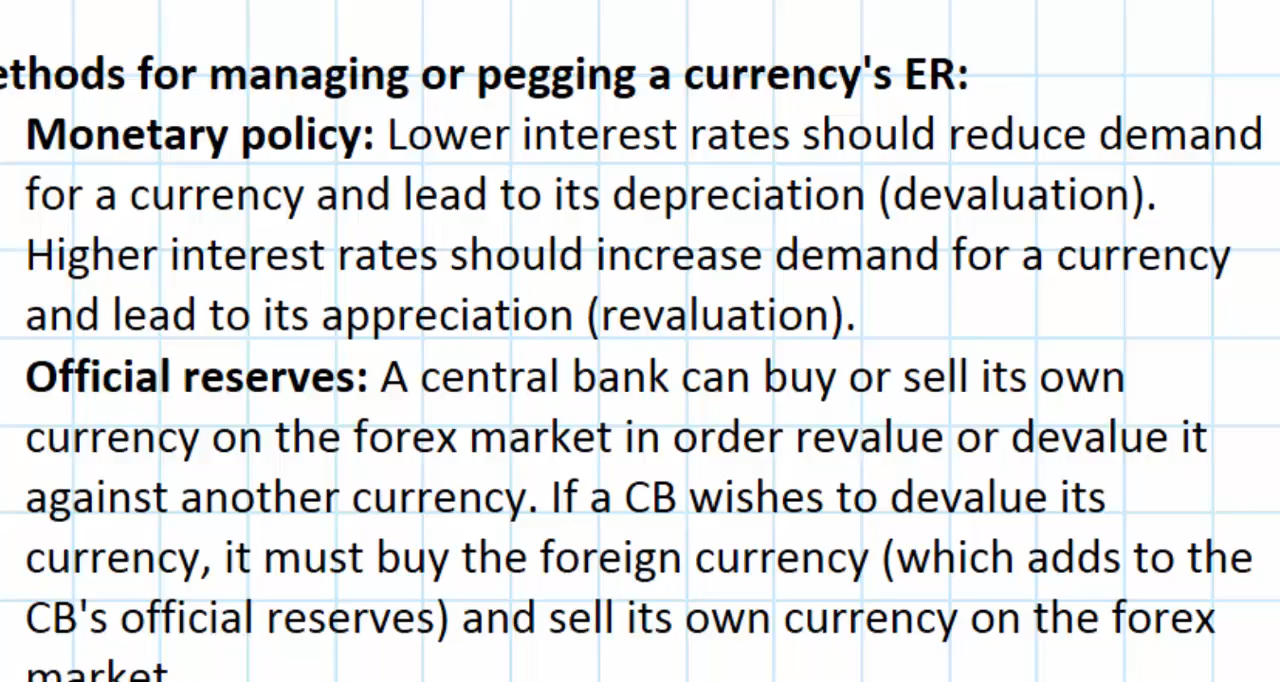 ethods for managing or pegging a currency's ER:
Monetary policy: Lower interest rates should reduce demand
for a currency and lead to its depreciation (devaluation).
Higher interest rates should increase demand for a currency
and lead to its appreciation (revaluation).
Official reserves: A central bank can buy or sell its own
currency on the forex market in order revalue or devalue it
against another currency. If a CB wishes to devalue its
currency, it must buy the foreign currency (which adds to the
CB's official reserves) and sell its own currency on the forex
market.